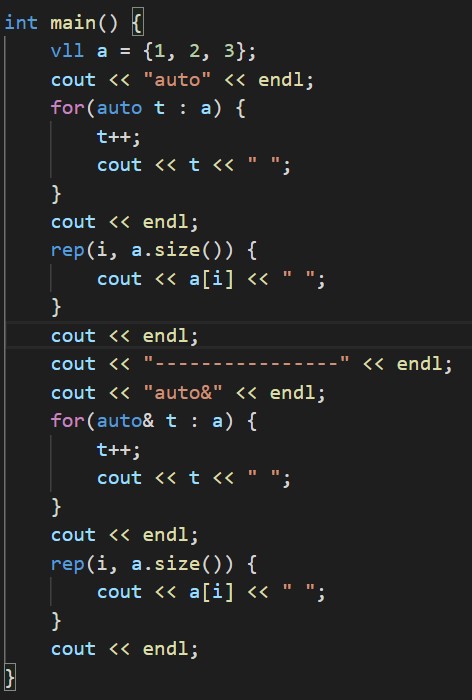 int main() {
    vll a = {1, 2, 3};
    cout << "auto" << endl;
    for(auto t : a) {
        t++;
        cout << t << " ";
    }
    cout << endl;
    rep(i, a.size()) {
        cout << a[i] << " ";
    }
    cout << endl;
    cout << "----------------" << endl;
    cout << "auto&" << endl;
    for(auto& t : a) {
        t++;
        cout << t << " ";
    }
    cout << endl;
    rep(i, a.size()) {
        cout << a[i] << " ";
    }
    cout << endl;
}